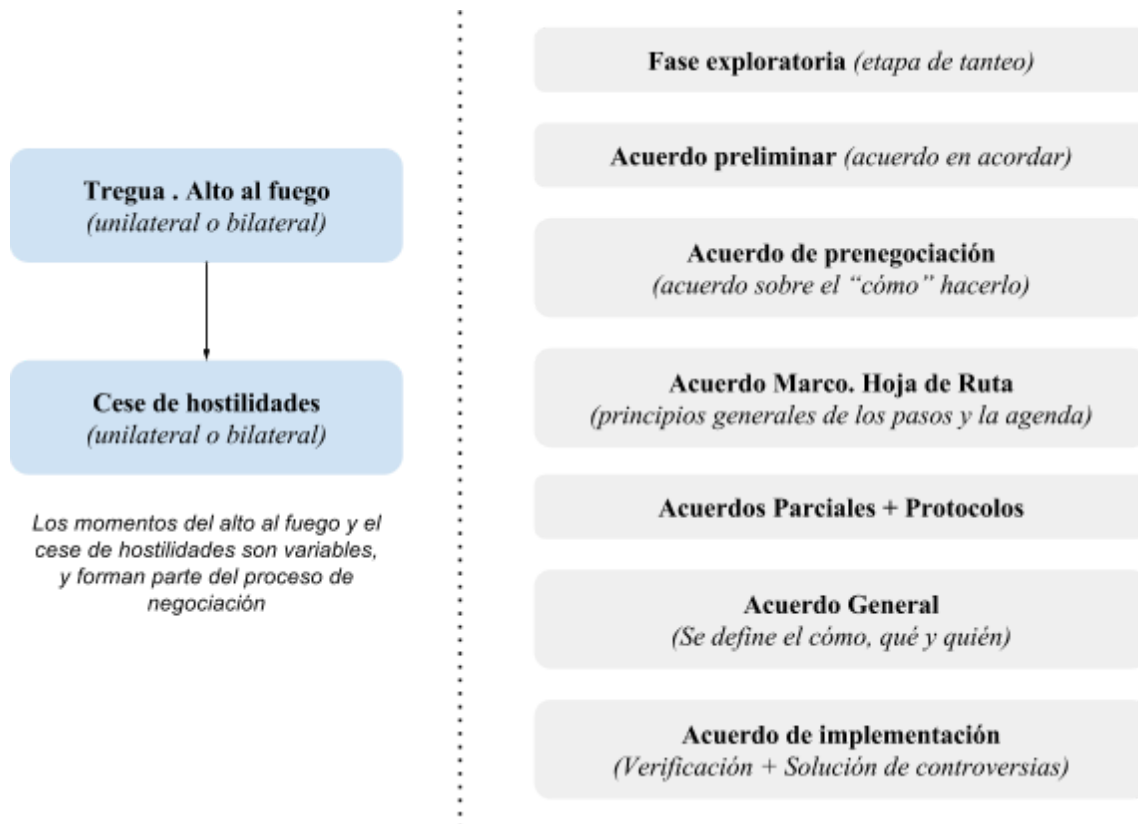 Tregua . Alto al fuego
(unilateral o bilateral)
Cese de hostilidades
(unilateral o bilateral)
Los momentos del alto al fuego y el
cese de hostilidades son variables,
y forman parte del proceso de
negociación
Fase exploratoria (etapa de tanteo)
Acuerdo preliminar (acuerdo en acordar)
Acuerdo de prenegociación
(acuerdo sobre el “cómo” hacerlo)
Acuerdo Marco. Hoja de Ruta
(principios generales de los pasos y la agenda)
Acuerdos Parciales + Protocolos
Acuerdo General
(Se define el cómo, qué y quién)
Acuerdo de implementación
(Verificación + Solución de controversias)